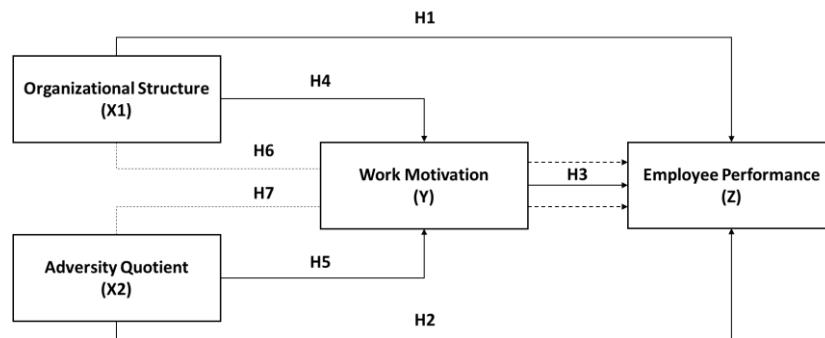 H1
Organizational Structure
(X1)
H4
H6
Work Motivation
(Y)
H3
Employee Performance
(Z)
H7
Adversity Quotient
(X2)
H5
H2